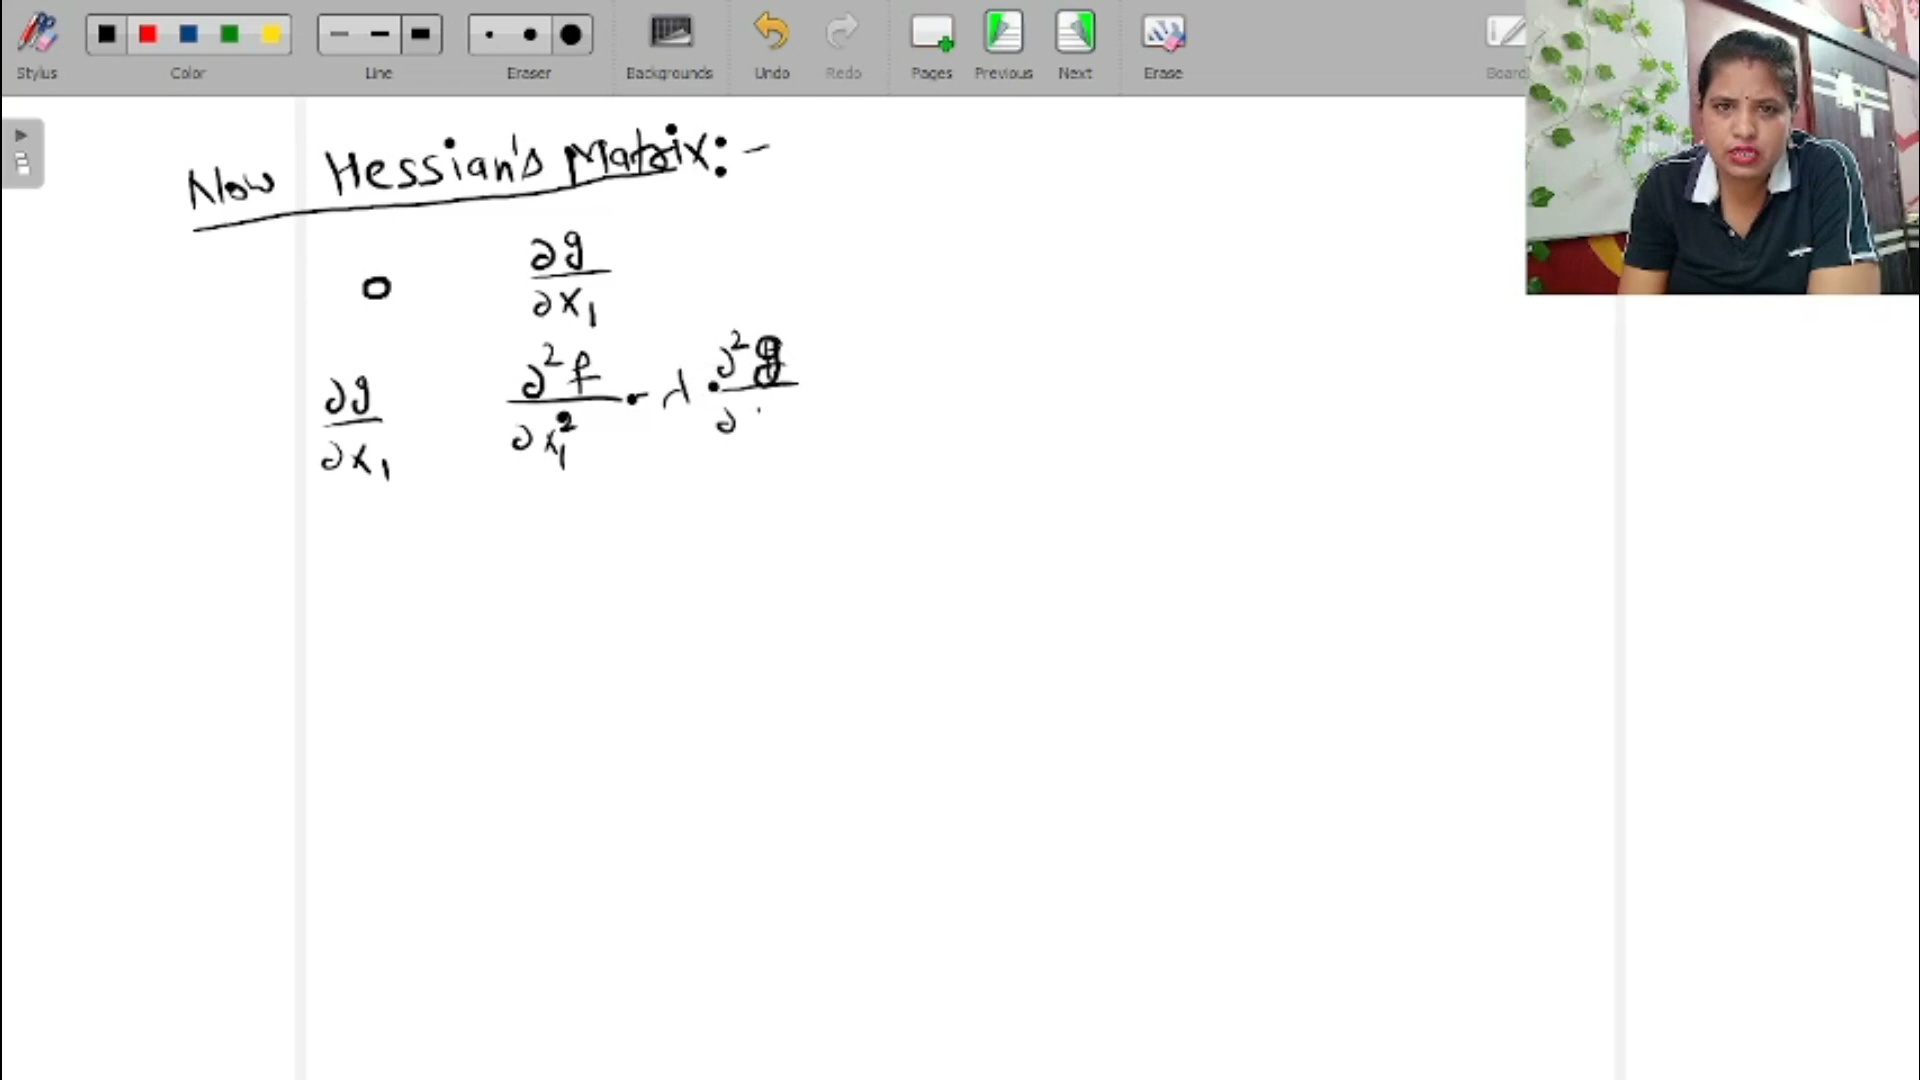 Stylus Color Line Eraser Backgrounds Undo Redo Pages Previous Next Erase Board
Now Hessian's Matrix:-
0 ∂g/∂x₁
∂g/∂x₁ ∂²f/∂x₁² - λ ∂²g/∂